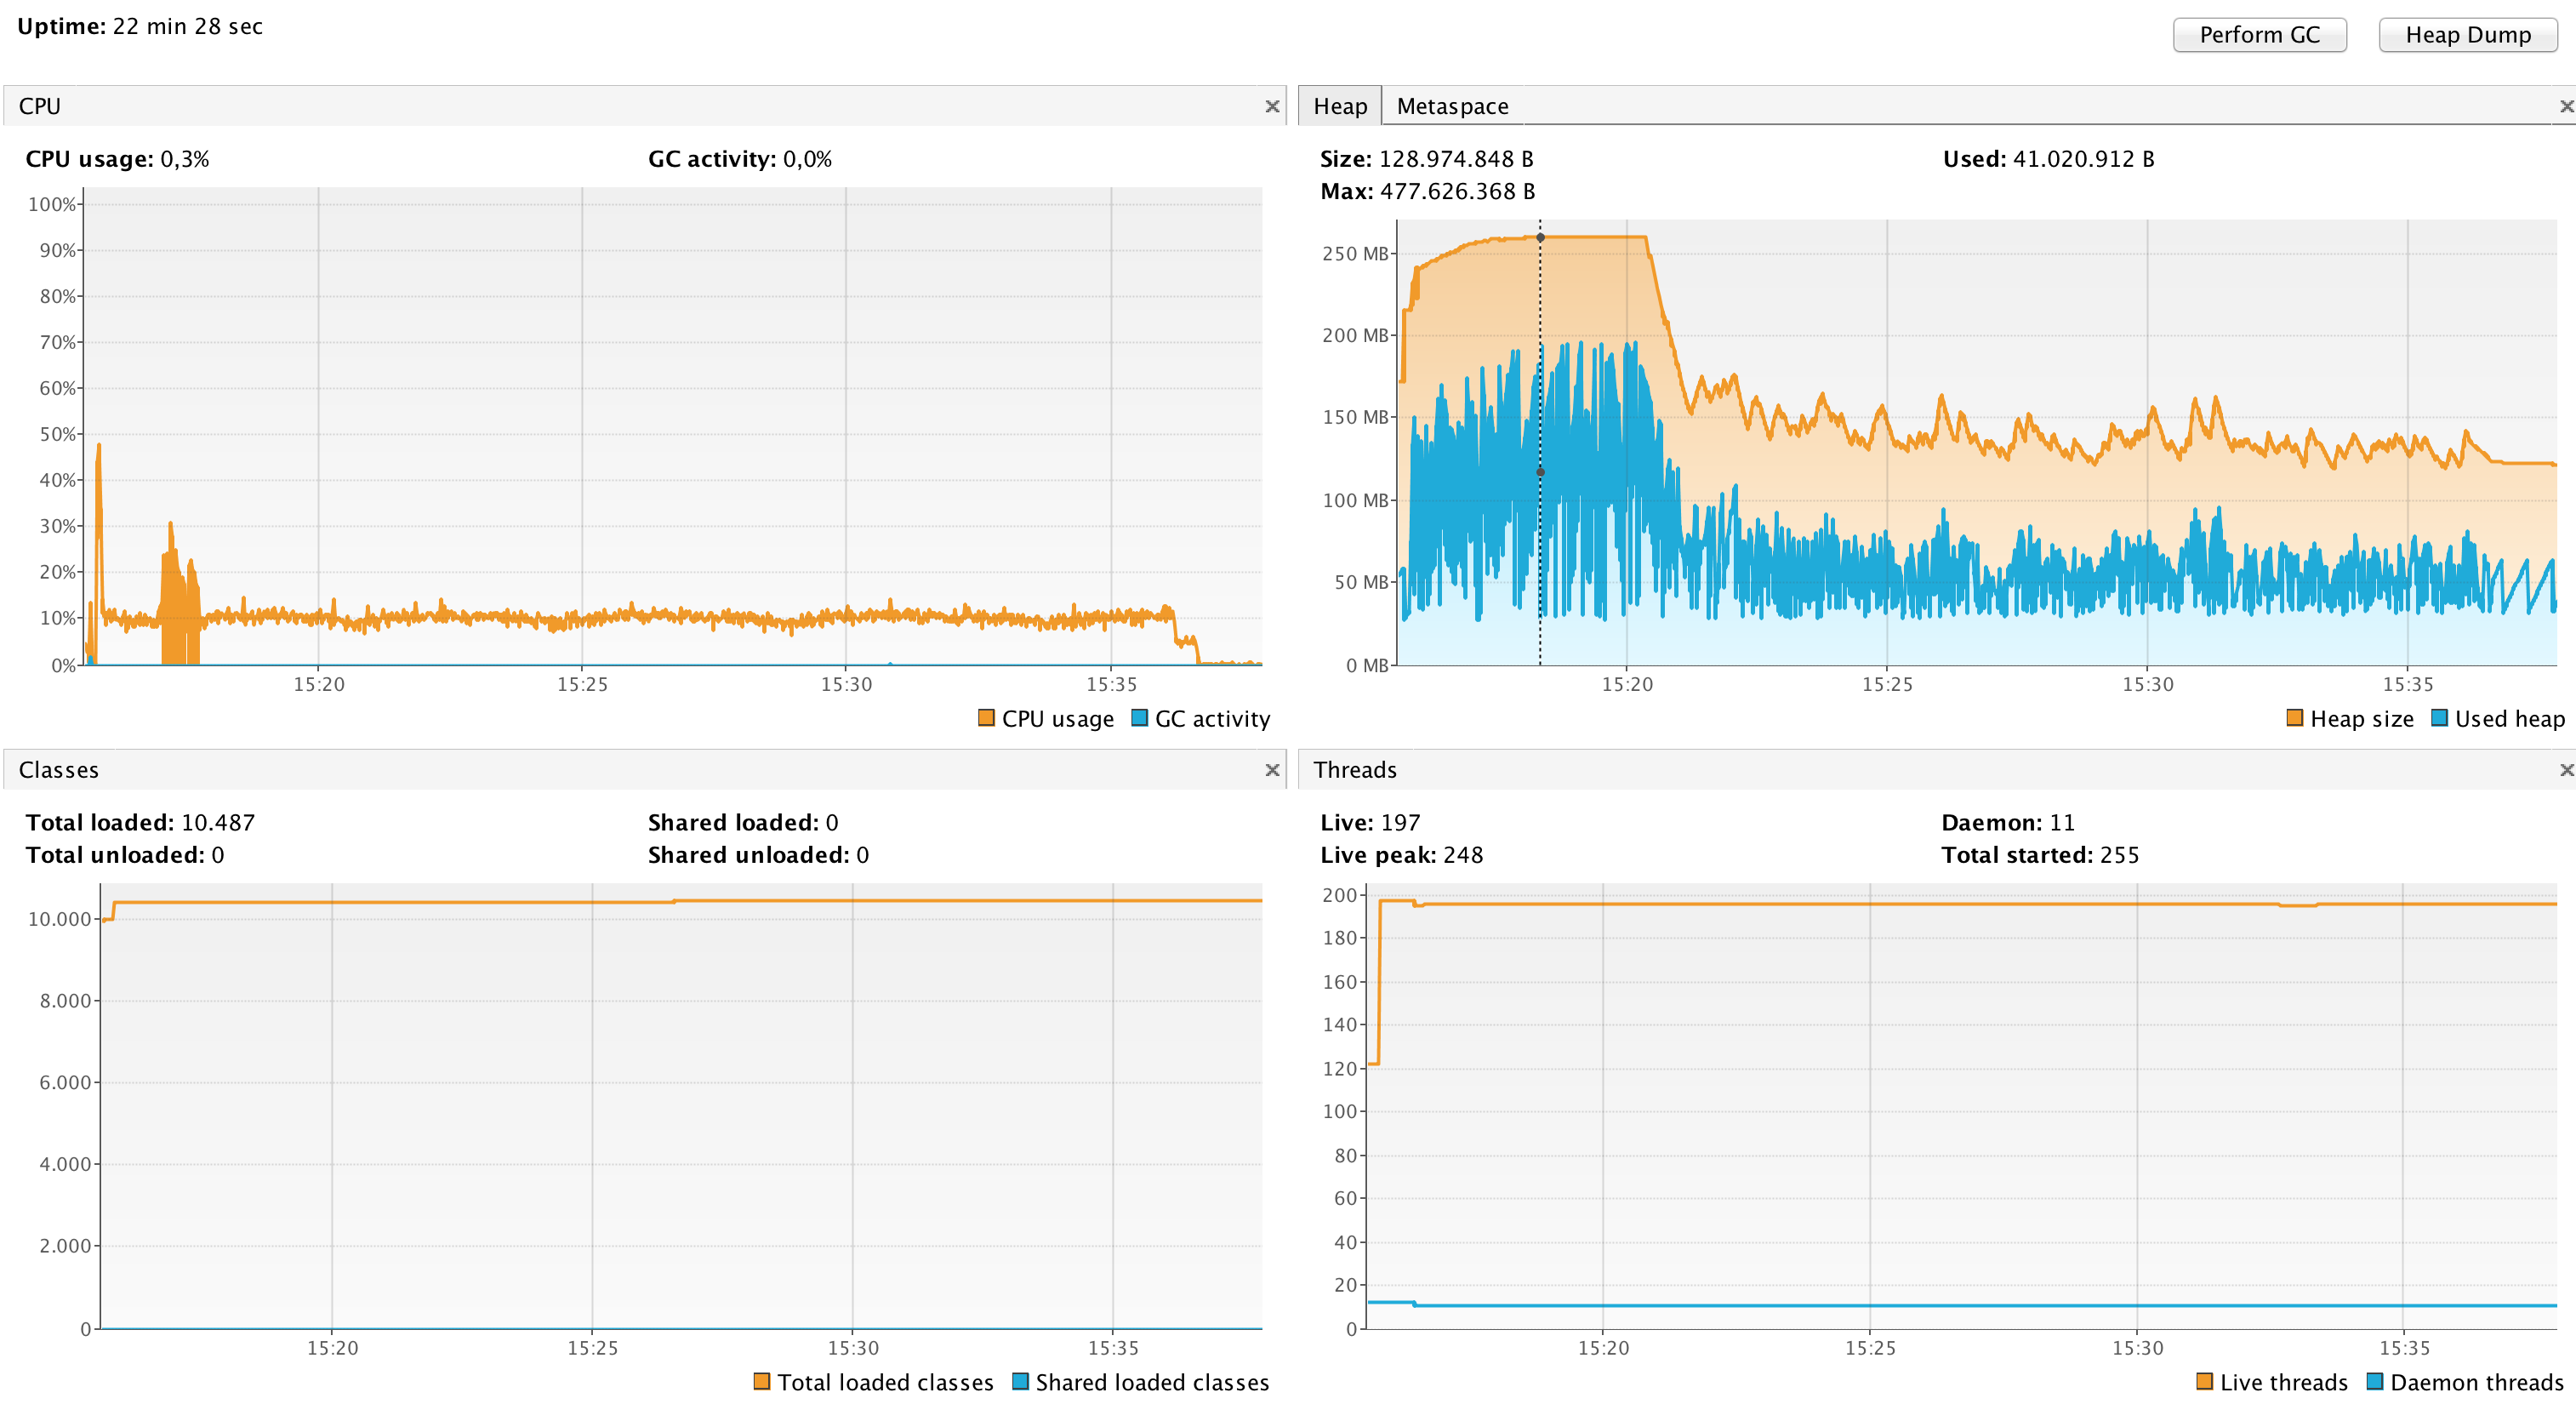 Uptime: 22 min 28 sec
Perform GC
Heap Dump
CPU
CPU usage: 0,3%
GC activity: 0,0%
100%
90%
80%
70%
60%
50%
40%
30%
20%
10%
0%
15:20
15:25
15:30
15:35
CPU usage
GC activity
Heap
Metaspace
Size: 128.974.848 B
Used: 41.020.912 B
Max: 477.626.368 B
250 MB
200 MB
150 MB
100 MB
50 MB
0 MB
15:20
15:25
15:30
15:35
Heap size
Used heap
Classes
Total loaded: 10.487
Shared loaded: 0
Total unloaded: 0
Shared unloaded: 0
10.000
8.000
6.000
4.000
2.000
0
15:20
15:25
15:30
15:35
Total loaded classes
Shared loaded classes
Threads
Live: 197
Daemon: 11
Live peak: 248
Total started: 255
200
180
160
140
120
100
80
60
40
20
0
15:20
15:25
15:30
15:35
Live threads
Daemon threads